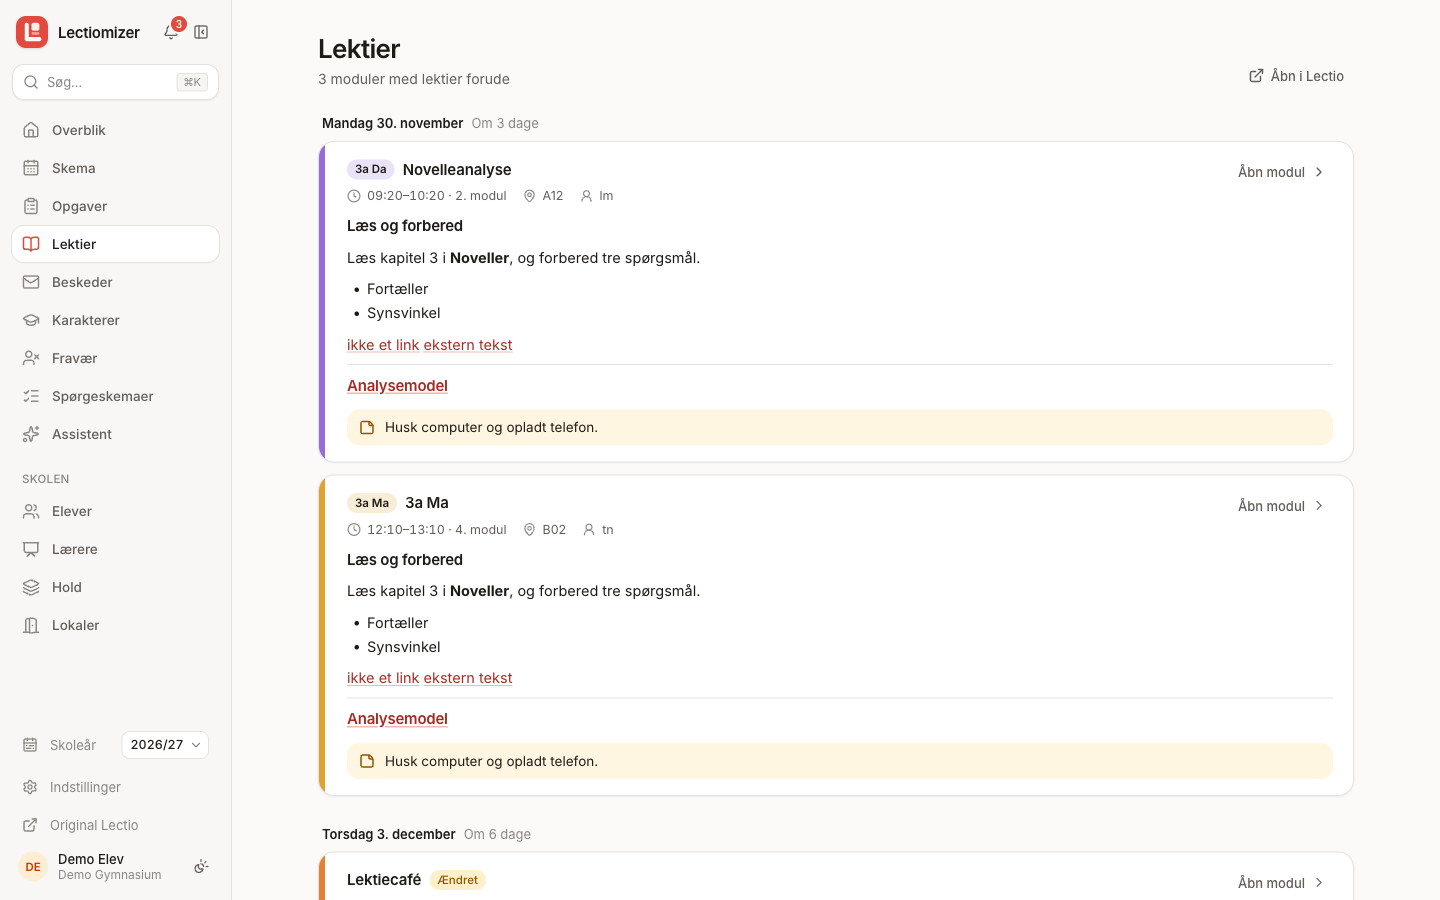 Lectiomizer
3
Søg...
⌘K
Overblik
Skema
Opgaver
Lektier
Beskeder
Karakterer
Fravær
Spørgeskemaer
Assistent
SKOLEN
Elever
Lærere
Hold
Lokaler
Skoleår
2026/27
Indstillinger
Original Lectio
DE
Demo Elev
Demo Gymnasium
Lektier
3 moduler med lektier forude
Åbn i Lectio
Mandag 30. november Om 3 dage
3a Da Novelleanalyse
Åbn modul
09:20–10:20 · 2. modul A12 lm
Læs og forbered
Læs kapitel 3 i Noveller, og forbered tre spørgsmål.
• Fortæller
• Synsvinkel
ikke et link ekstern tekst
Analysemodel
Husk computer og opladt telefon.
3a Ma 3a Ma
Åbn modul
12:10–13:10 · 4. modul B02 tn
Læs og forbered
Læs kapitel 3 i Noveller, og forbered tre spørgsmål.
• Fortæller
• Synsvinkel
ikke et link ekstern tekst
Analysemodel
Husk computer og opladt telefon.
Torsdag 3. december Om 6 dage
Lektiecafé Ændret
Åbn modul